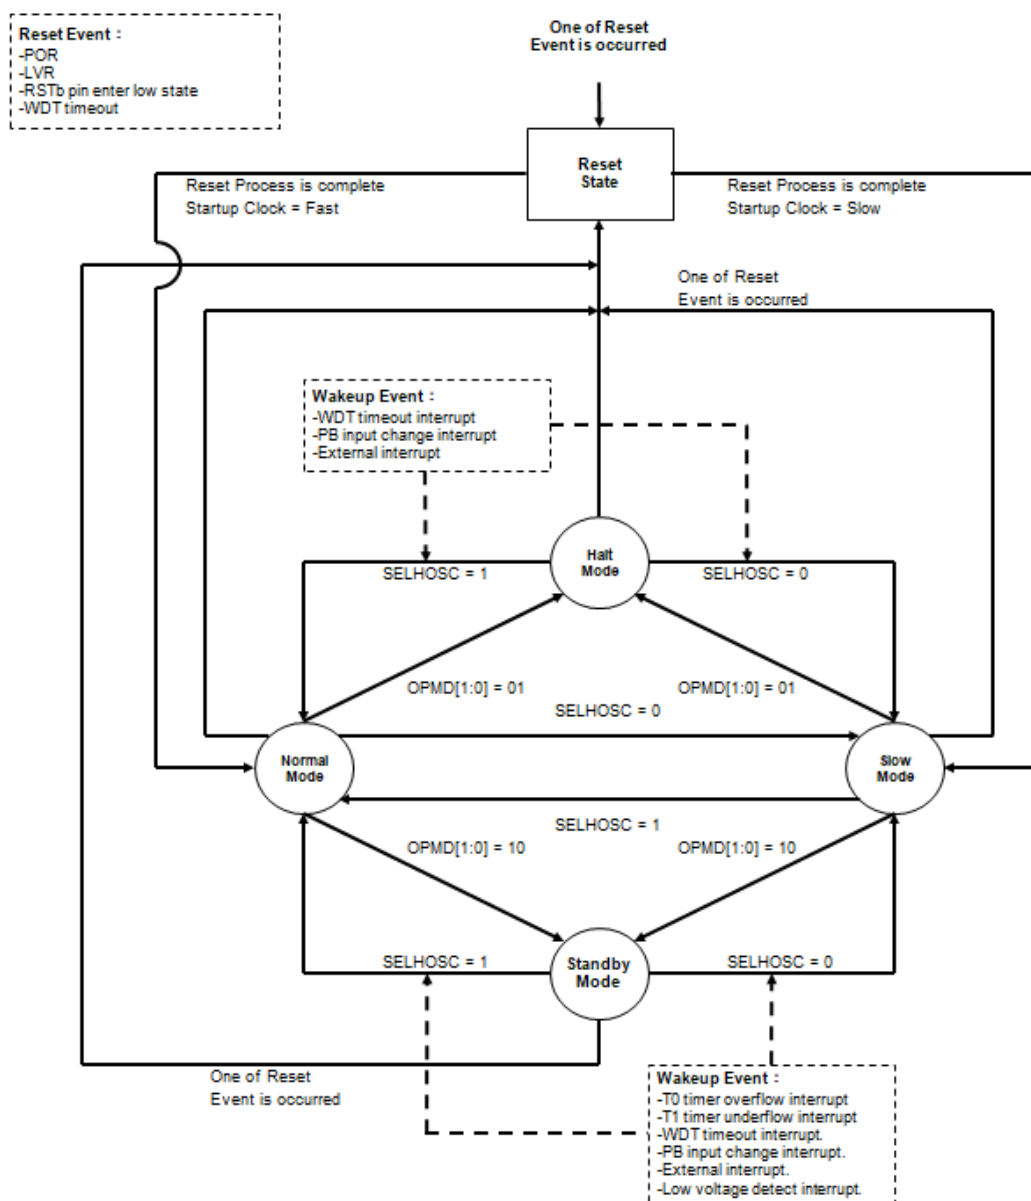 Reset Event：
-POR
-LVR
-RSTb pin enter low state
-WDT timeout
One of Reset
Event is occurred
Reset
State
Reset Process is complete
Startup Clock = Fast
Reset Process is complete
Startup Clock = Slow
One of Reset
Event is occurred
Wakeup Event：
-WDT timeout interrupt
-PB input change interrupt
-External interrupt
Halt
Mode
SELHOSC = 1
SELHOSC = 0
OPMD[1:0] = 01
OPMD[1:0] = 01
SELHOSC = 0
Normal
Mode
Slow
Mode
SELHOSC = 1
OPMD[1:0] = 10
OPMD[1:0] = 10
SELHOSC = 1
Standby
Mode
SELHOSC = 0
One of Reset
Event is occurred
Wakeup Event：
-T0 timer overflow interrupt
-T1 timer underflow interrupt
-WDT timeout interrupt.
-PB input change interrupt.
-External interrupt.
-Low voltage detect interrupt.